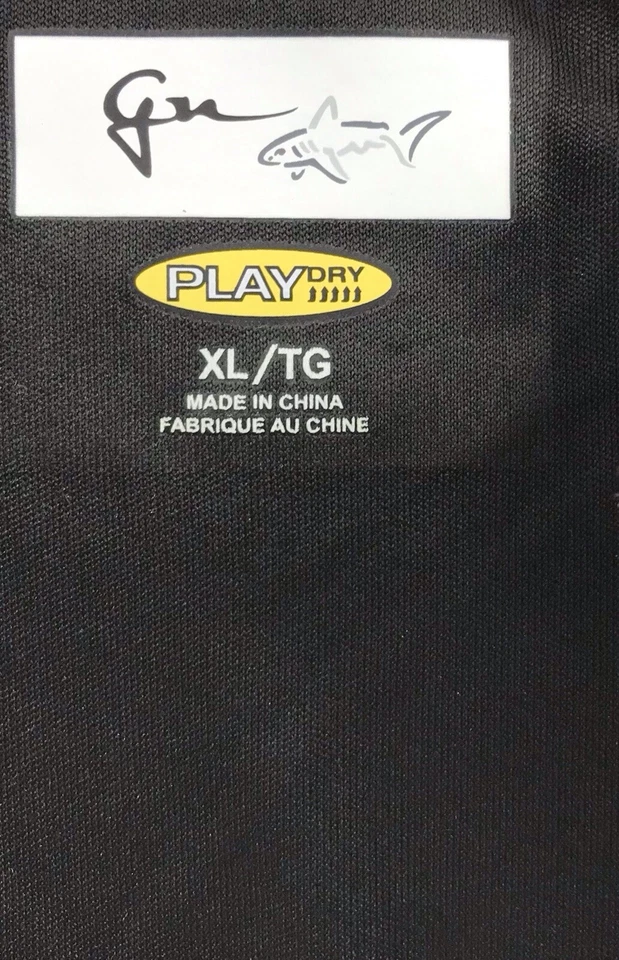 PLAYDRY
XL/TG
MADE IN CHINA
FABRIQUE AU CHINE